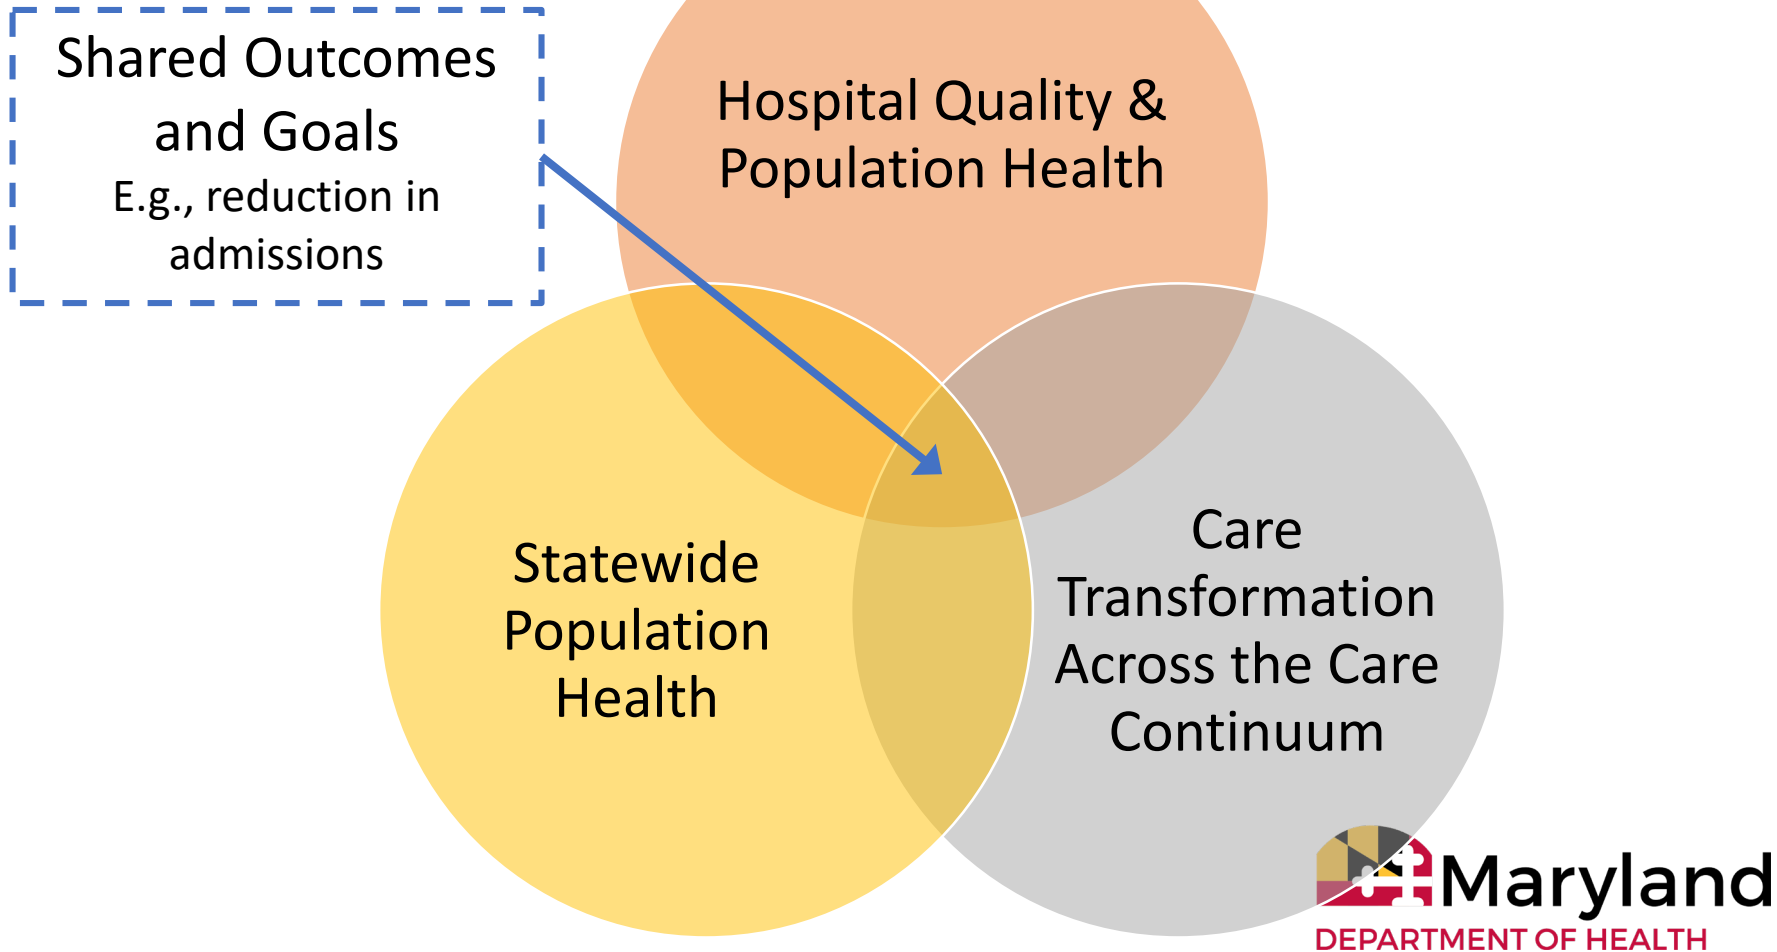 Shared Outcomes
and Goals
E.g., reduction in
admissions
Hospital Quality &
Population Health
Statewide
Population
Health
Care
Transformation
Across the Care
Continuum
Maryland
DEPARTMENT OF HEALTH